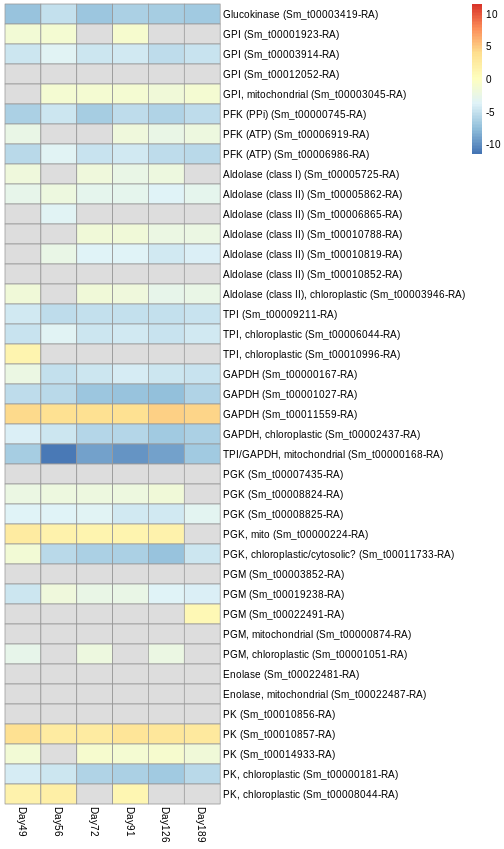 Glucokinase (Sm_t00003419-RA)
GPI (Sm_t00001923-RA)
GPI (Sm_t00003914-RA)
GPI (Sm_t00012052-RA)
GPI, mitochondrial (Sm_t00003045-RA)
PFK (PPi) (Sm_t00000745-RA)
PFK (ATP) (Sm_t00006919-RA)
PFK (ATP) (Sm_t00006986-RA)
Aldolase (class I) (Sm_t00005725-RA)
Aldolase (class II) (Sm_t00005862-RA)
Aldolase (class II) (Sm_t00006865-RA)
Aldolase (class II) (Sm_t00010788-RA)
Aldolase (class II) (Sm_t00010819-RA)
Aldolase (class II) (Sm_t00010852-RA)
Aldolase (class II), chloroplastic (Sm_t00003946-RA)
TPI (Sm_t00009211-RA)
TPI, chloroplastic (Sm_t00006044-RA)
TPI, chloroplastic (Sm_t00010996-RA)
GAPDH (Sm_t00000167-RA)
GAPDH (Sm_t00001027-RA)
GAPDH (Sm_t00011559-RA)
GAPDH, chloroplastic (Sm_t00002437-RA)
TPI/GAPDH, mitochondrial (Sm_t00000168-RA)
PGK (Sm_t00007435-RA)
PGK (Sm_t00008824-RA)
PGK (Sm_t00008825-RA)
PGK, mito (Sm_t00000224-RA)
PGK, chloroplastic/cytosolic? (Sm_t00011733-RA)
PGM (Sm_t00003852-RA)
PGM (Sm_t00019238-RA)
PGM (Sm_t00022491-RA)
PGM, mitochondrial (Sm_t00000874-RA)
PGM, chloroplastic (Sm_t00001051-RA)
Enolase (Sm_t00022481-RA)
Enolase, mitochondrial (Sm_t00022487-RA)
PK (Sm_t00010856-RA)
PK (Sm_t00010857-RA)
PK (Sm_t00014933-RA)
PK, chloroplastic (Sm_t00000181-RA)
PK, chloroplastic (Sm_t00008044-RA)
Day49
Day56
Day72
Day91
Day126
Day189
10
5
0
-5
-10